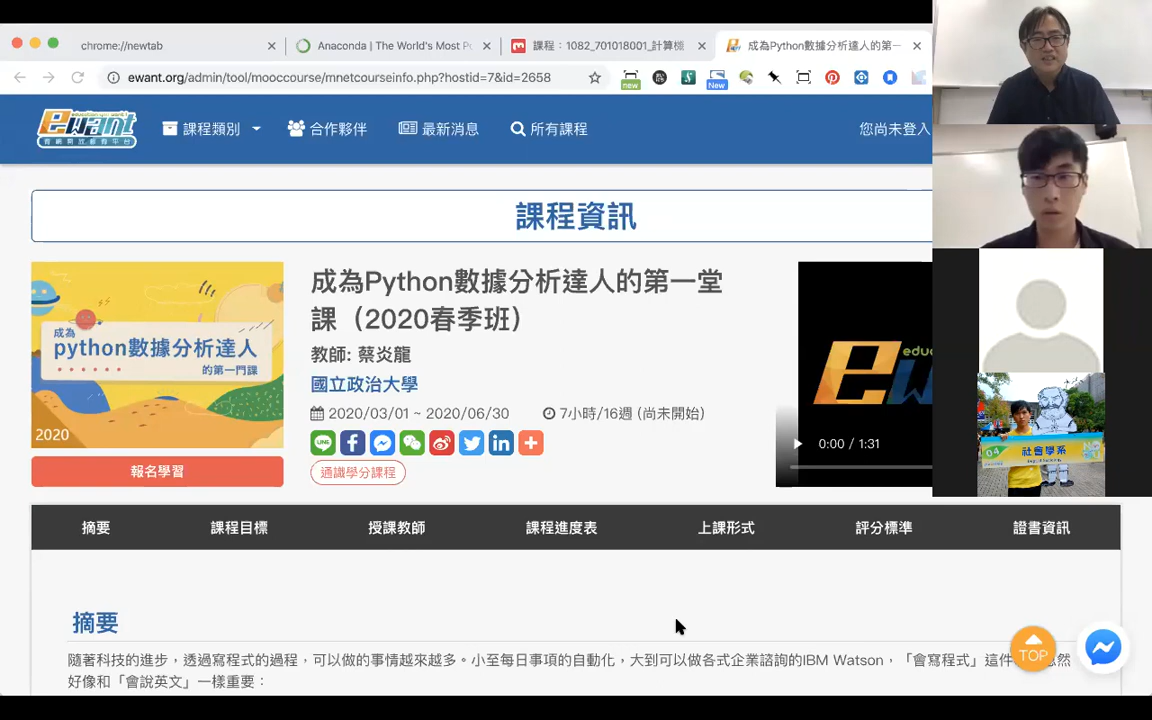 chrome://newtab
Anaconda | The World's Most Po
課程：1082_701018001_計算機
成為Python數據分析達人的第一
ewant.org/admin/tool/mooccourse/mnetcourseinfo.php?hostid=7&id=2658
new
New
ewant
育網開放教育平台
課程類別
合作夥伴
最新消息
所有課程
您尚未登入
課程資訊
成為
python數據分析達人
的第一門課
2020
報名學習
成為Python數據分析達人的第一堂
課（2020春季班）
教師: 蔡炎龍
國立政治大學
2020/03/01 ~ 2020/06/30
7小時/16週 (尚未開始)
LINE
通識學分課程
0:00 / 1:31
社會學系
摘要
課程目標
授課教師
課程進度表
上課形式
評分標準
證書資訊
摘要
隨著科技的進步，透過寫程式的過程，可以做的事情越來越多。小至每日事項的自動化，大到可以做各式企業諮詢的IBM Watson，「會寫程式」這件
然
好像和「會說英文」一樣重要：
TOP